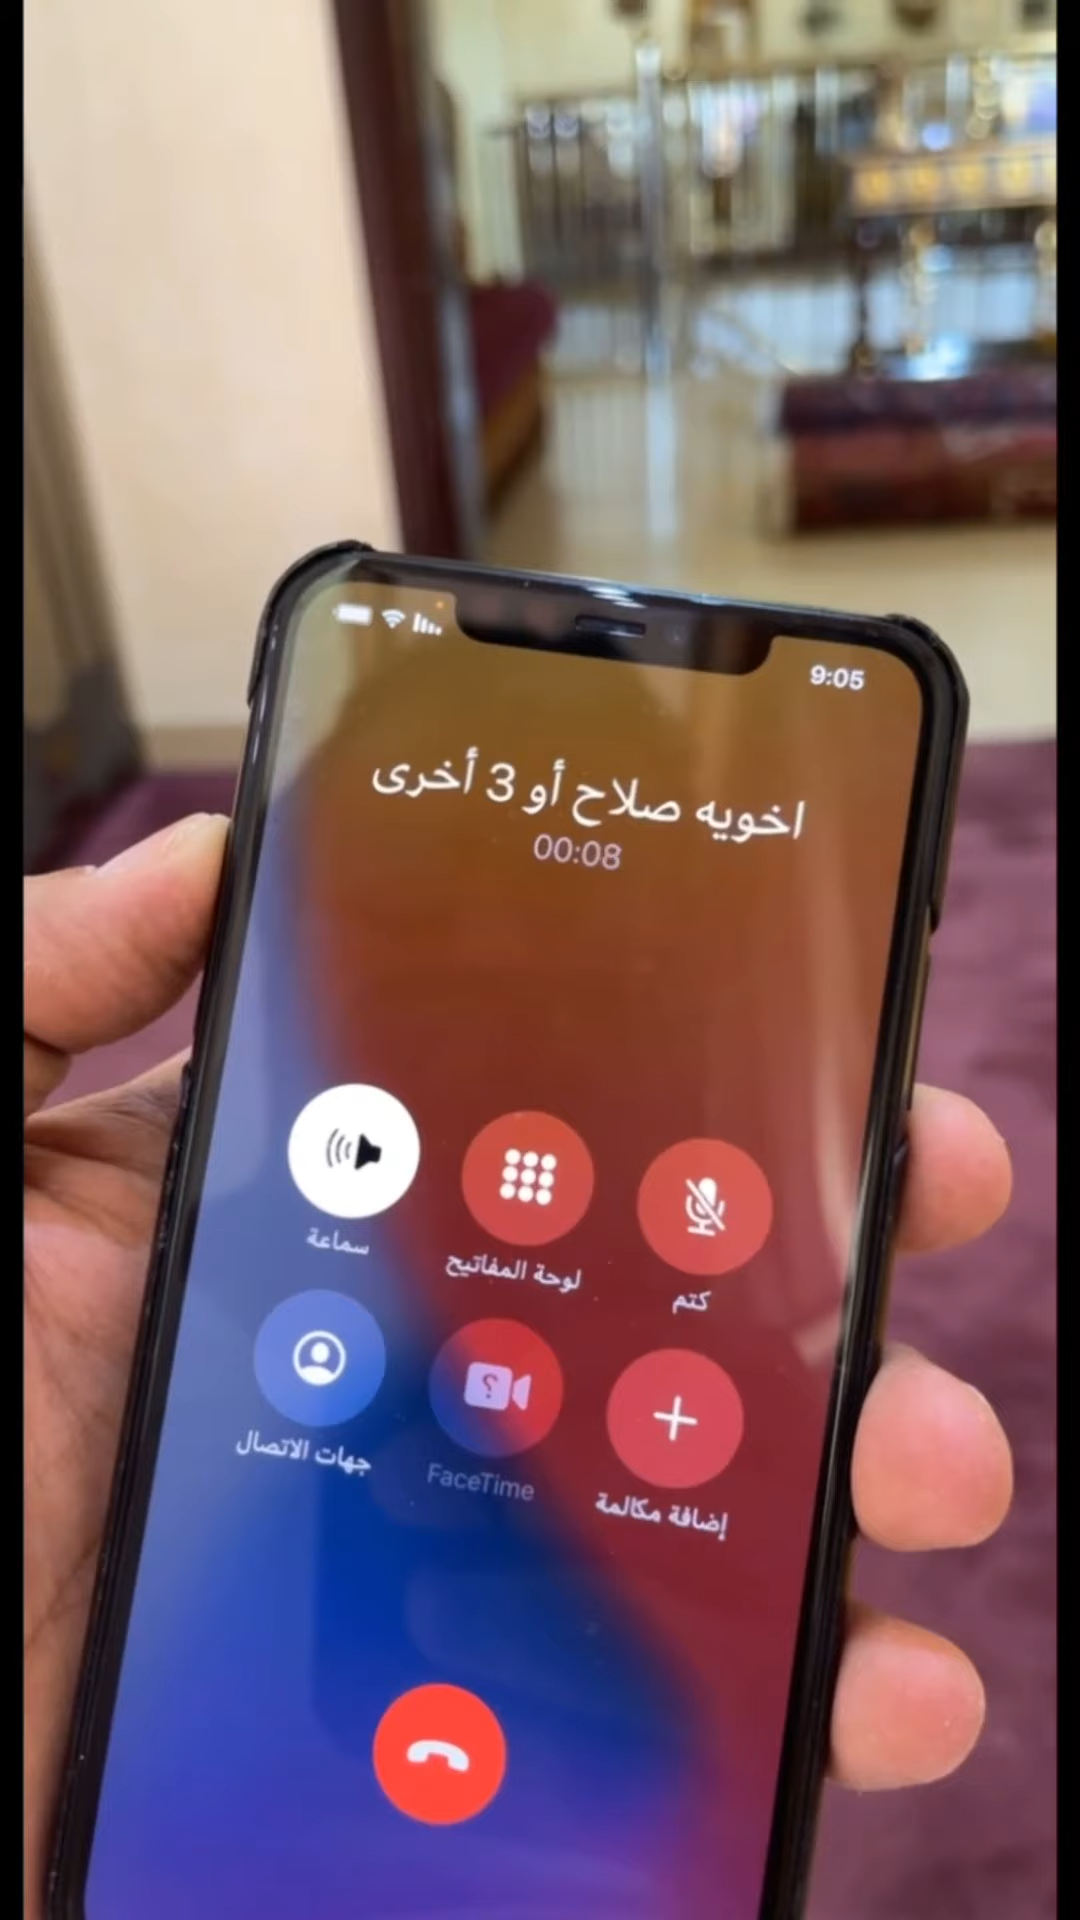 9:05
اخويه صلاح أو 3 أخرى
00:08
كتم
لوحة المفاتيح
سماعة
إضافة مكالمة
FaceTime
جهات الاتصال